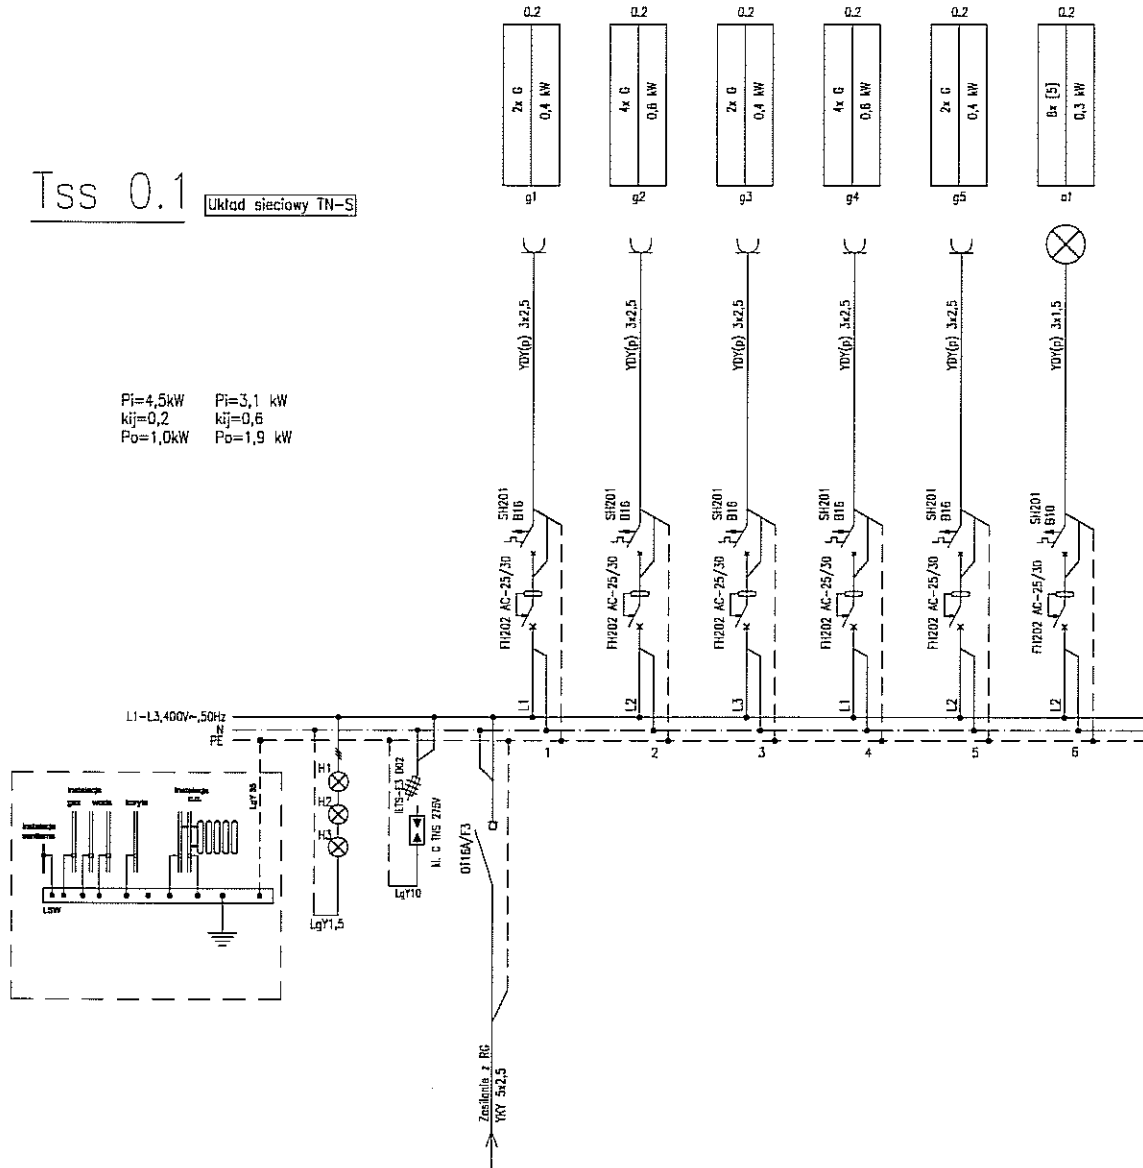 0.2 0.2 0.2 0.2 0.2 0.2
2x G 0,4 kW
4x G 0,6 kW
2x G 0,4 kW
4x G 0,6 kW
2x G 0,4 kW
8x [5] 0,3 kW
g1 g2 g3 g4 g5 o1
Tss 0.1
Układ sieciowy TN-S
YDY(p) 3x2,5
YDY(p) 3x2,5
YDY(p) 3x2,5
YDY(p) 3x2,5
YDY(p) 3x2,5
YDY(p) 3x1,5
Pi=4,5kW Pi=3,1 kW
kij=0,2 kij=0,6
Po=1,0kW Po=1,9 kW
SH201 B16
SH201 B16
SH201 B16
SH201 B16
SH201 B16
SH201 B10
FH202 AC-25/30
FH202 AC-25/30
FH202 AC-25/30
FH202 AC-25/30
FH202 AC-25/30
FH202 AC-25/30
L1 L2 L3 L1 L2 L2
L1-L3,400V~,50Hz
N
PE
1 2 3 4 5 6
H1
H2
H3
LgY1,5
ILTS-E3 D02
kl. C TNS 275V
LgY10
OT16A/F3
Instalacja
gaz woda
koryta
Instalacja
c.o.
Instalacja
LSW
Zasilanie z RG
YKY 5x2,5